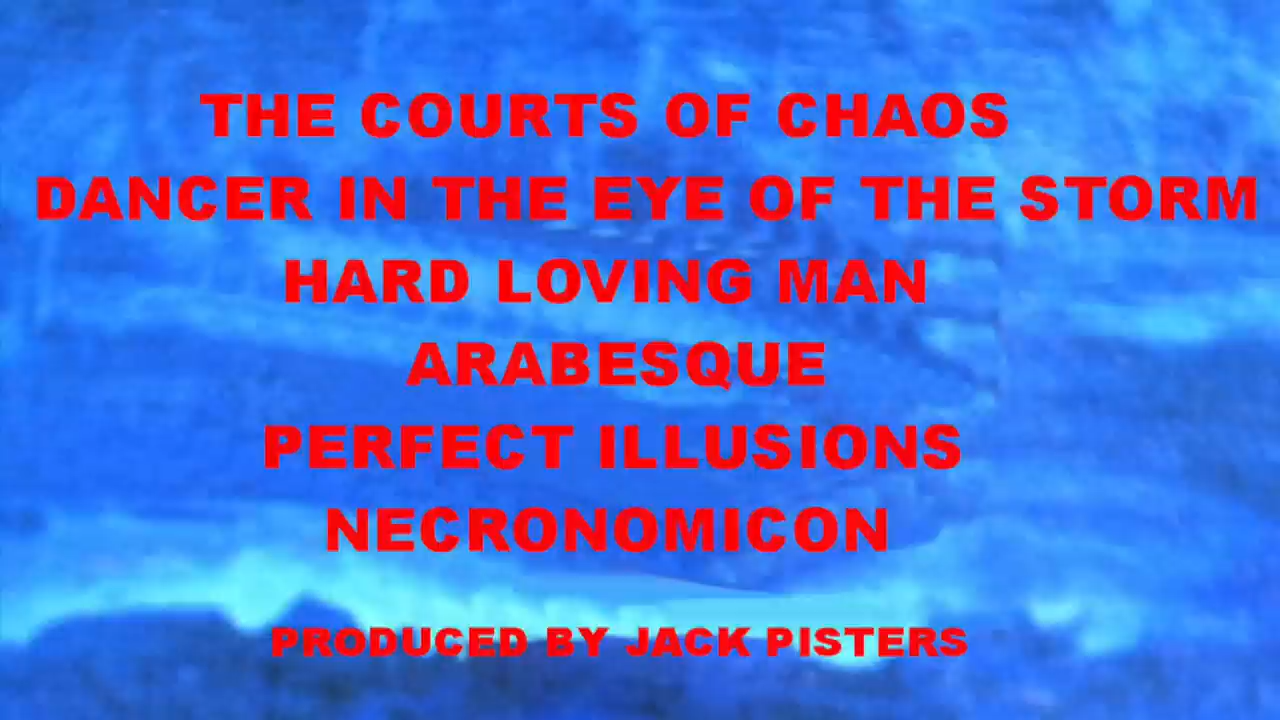 THE COURTS OF CHAOS
DANCER IN THE EYE OF THE STORM
HARD LOVING MAN
ARABESQUE
PERFECT ILLUSIONS
NECRONOMICON
PRODUCED BY JACK PISTERS